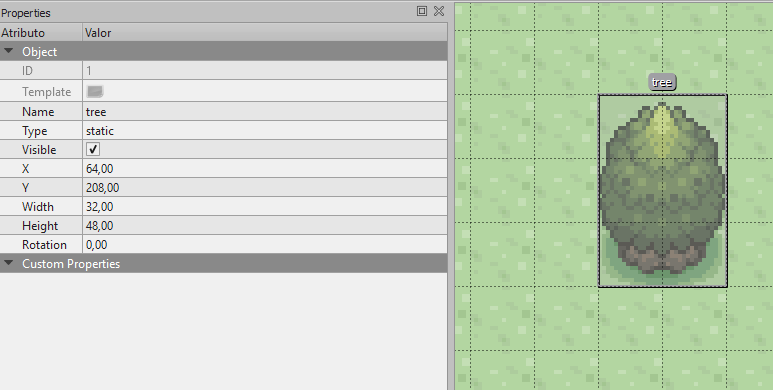 Properties
Atributo Valor
Object
ID 1
Template
Name tree
Type static
Visible
X 64,00
Y 208,00
Width 32,00
Height 48,00
Rotation 0,00
Custom Properties
tree